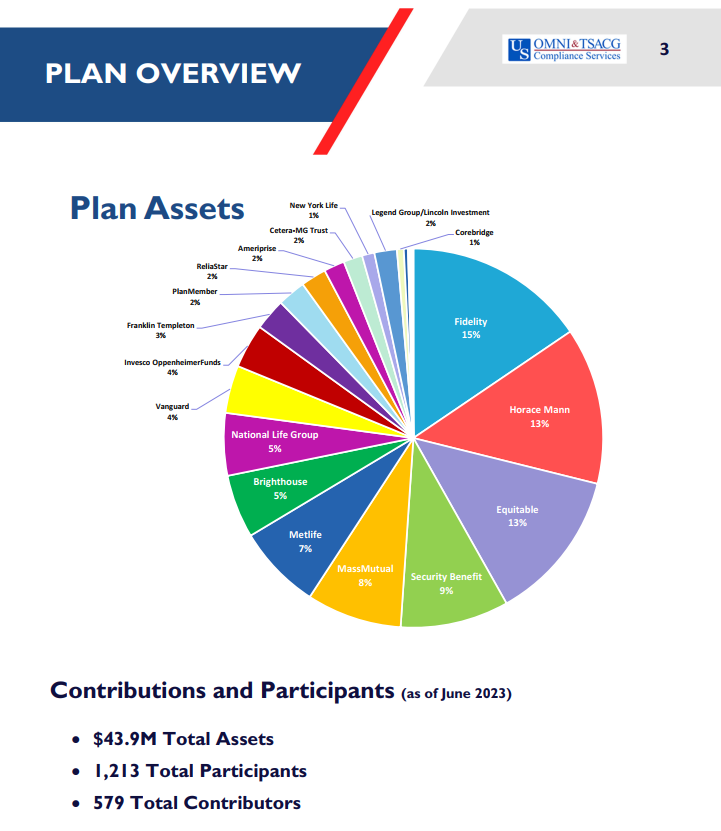 PLAN OVERVIEW
US OMNI&TSACG
Compliance Services
3
Plan Assets
New York Life
1%
Legend Group/Lincoln Investment
2%
Cetera•MG Trust
2%
Corebridge
1%
Ameriprise
2%
ReliaStar
2%
PlanMember
2%
Franklin Templeton
3%
Invesco OppenheimerFunds
4%
Vanguard
4%
Fidelity
15%
Horace Mann
13%
Equitable
13%
Security Benefit
9%
MassMutual
8%
Metlife
7%
Brighthouse
5%
National Life Group
5%
Contributions and Participants (as of June 2023)
• $43.9M Total Assets
• 1,213 Total Participants
• 579 Total Contributors